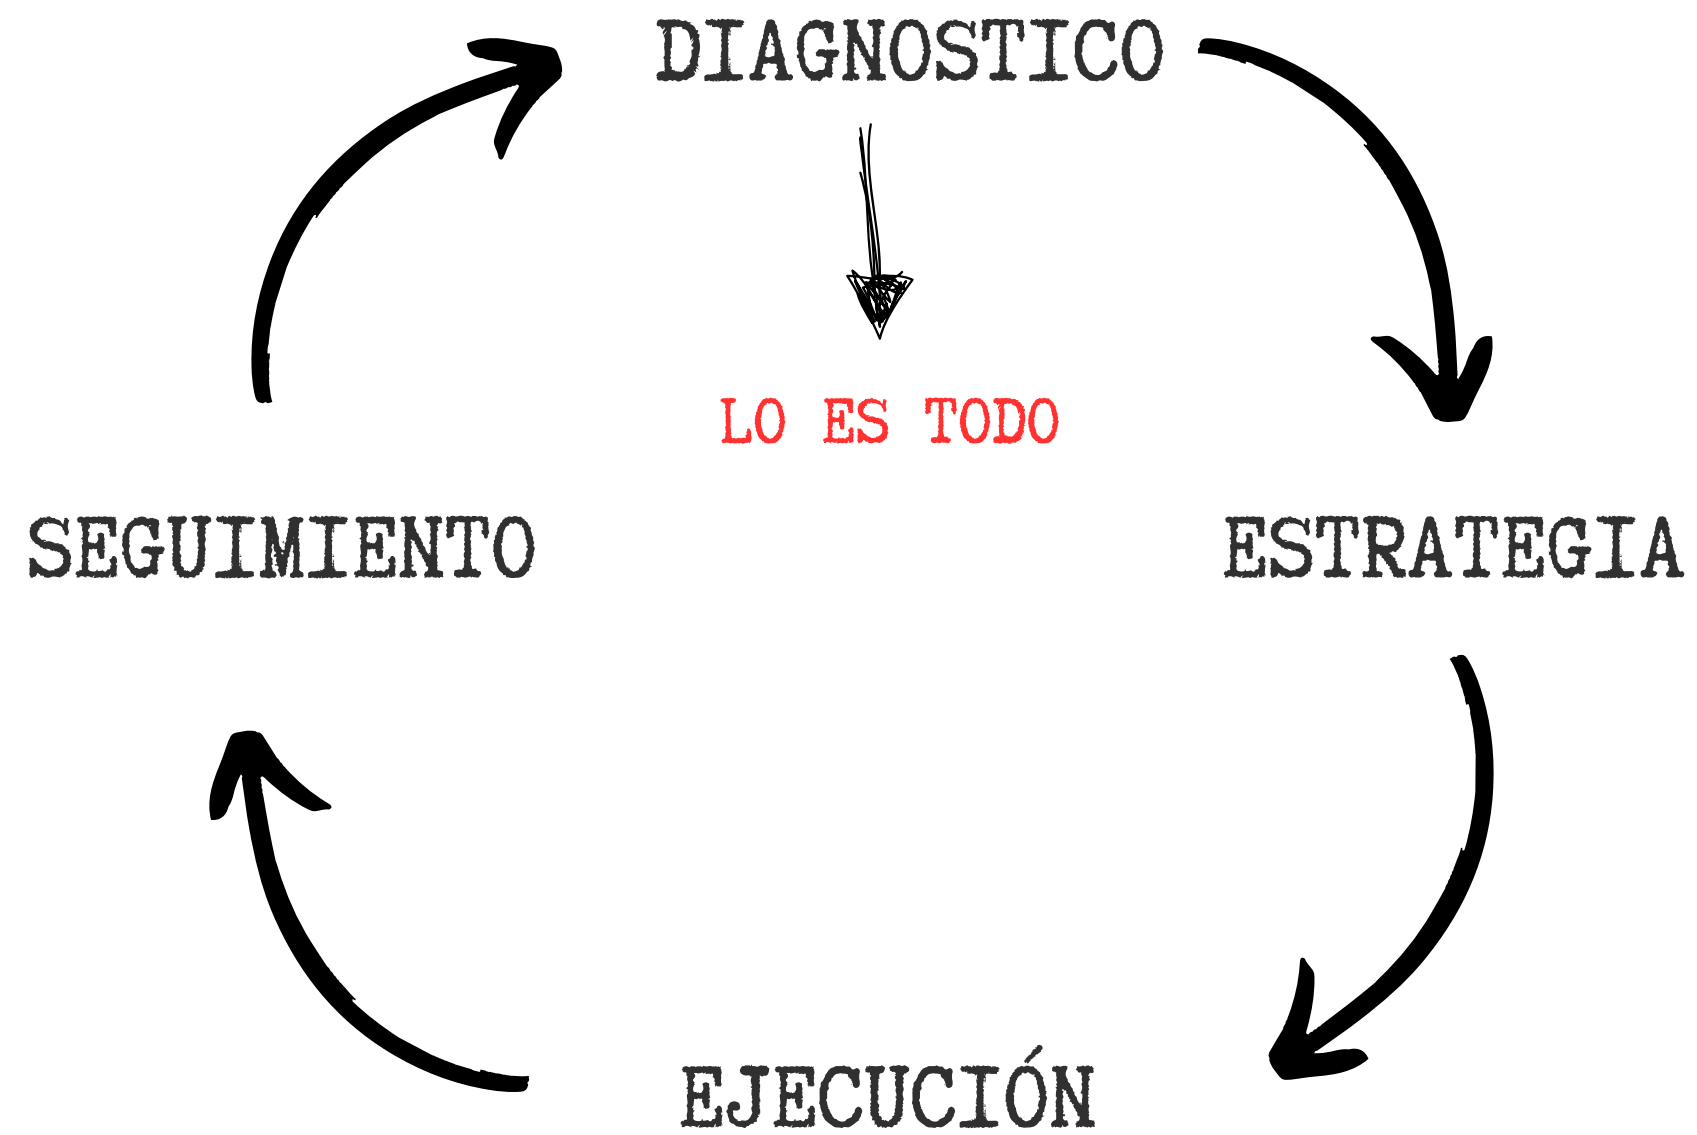 DIAGNOSTICO
LO ES TODO
SEGUIMIENTO
ESTRATEGIA
EJECUCIÓN